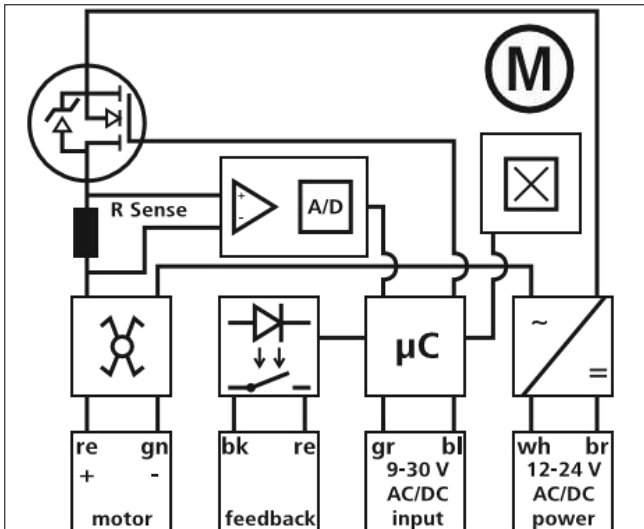 M
R Sense
+
-
A/D
µC
~
=
re gn
+ -
motor
bk re
feedback
gr bl
9-30 V
AC/DC
input
wh br
12-24 V
AC/DC
power